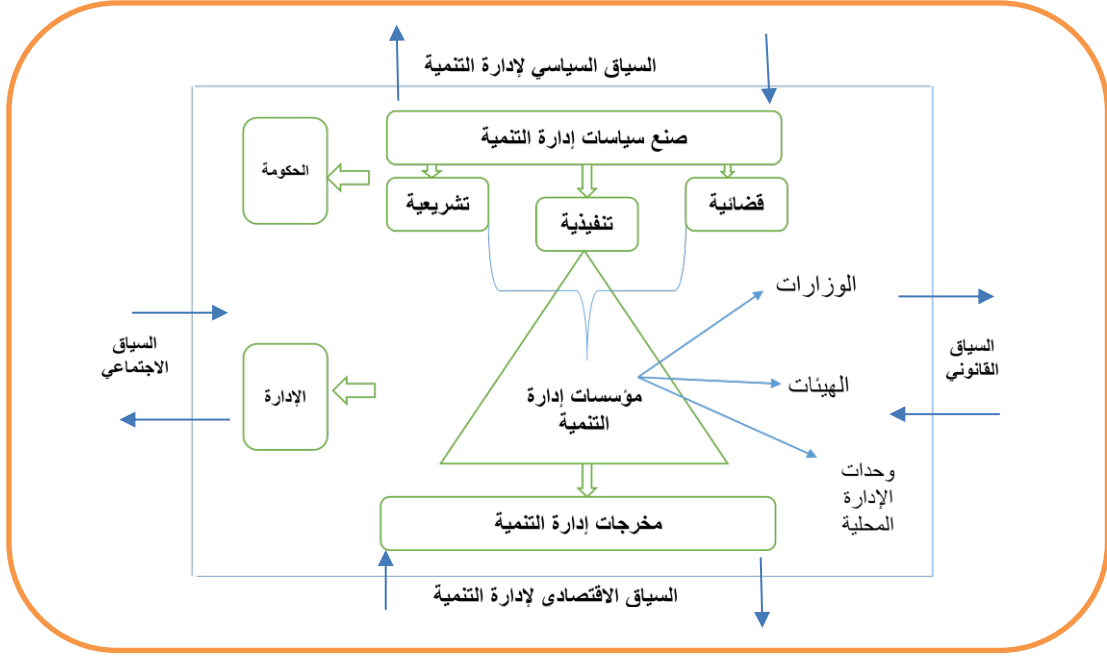 السياق السياسي لإدارة التنمية
صنع سياسات إدارة التنمية
الحكومة
قضائية
تنفيذية
تشريعية
الوزارات
السياق
القانوني
السياق
الاجتماعي
الهيئات
مؤسسات إدارة
التنمية
الإدارة
وحدات
الإدارة
المحلية
مخرجات إدارة التنمية
السياق الاقتصادى لإدارة التنمية